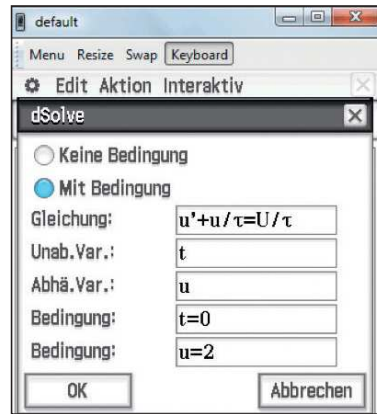 default
Menu Resize Swap Keyboard
Edit Aktion Interaktiv
dSolve
Keine Bedingung
Mit Bedingung
Gleichung: u'+u/τ=U/τ
Unab.Var.: t
Abhä.Var.: u
Bedingung: t=0
Bedingung: u=2
OK Abbrechen